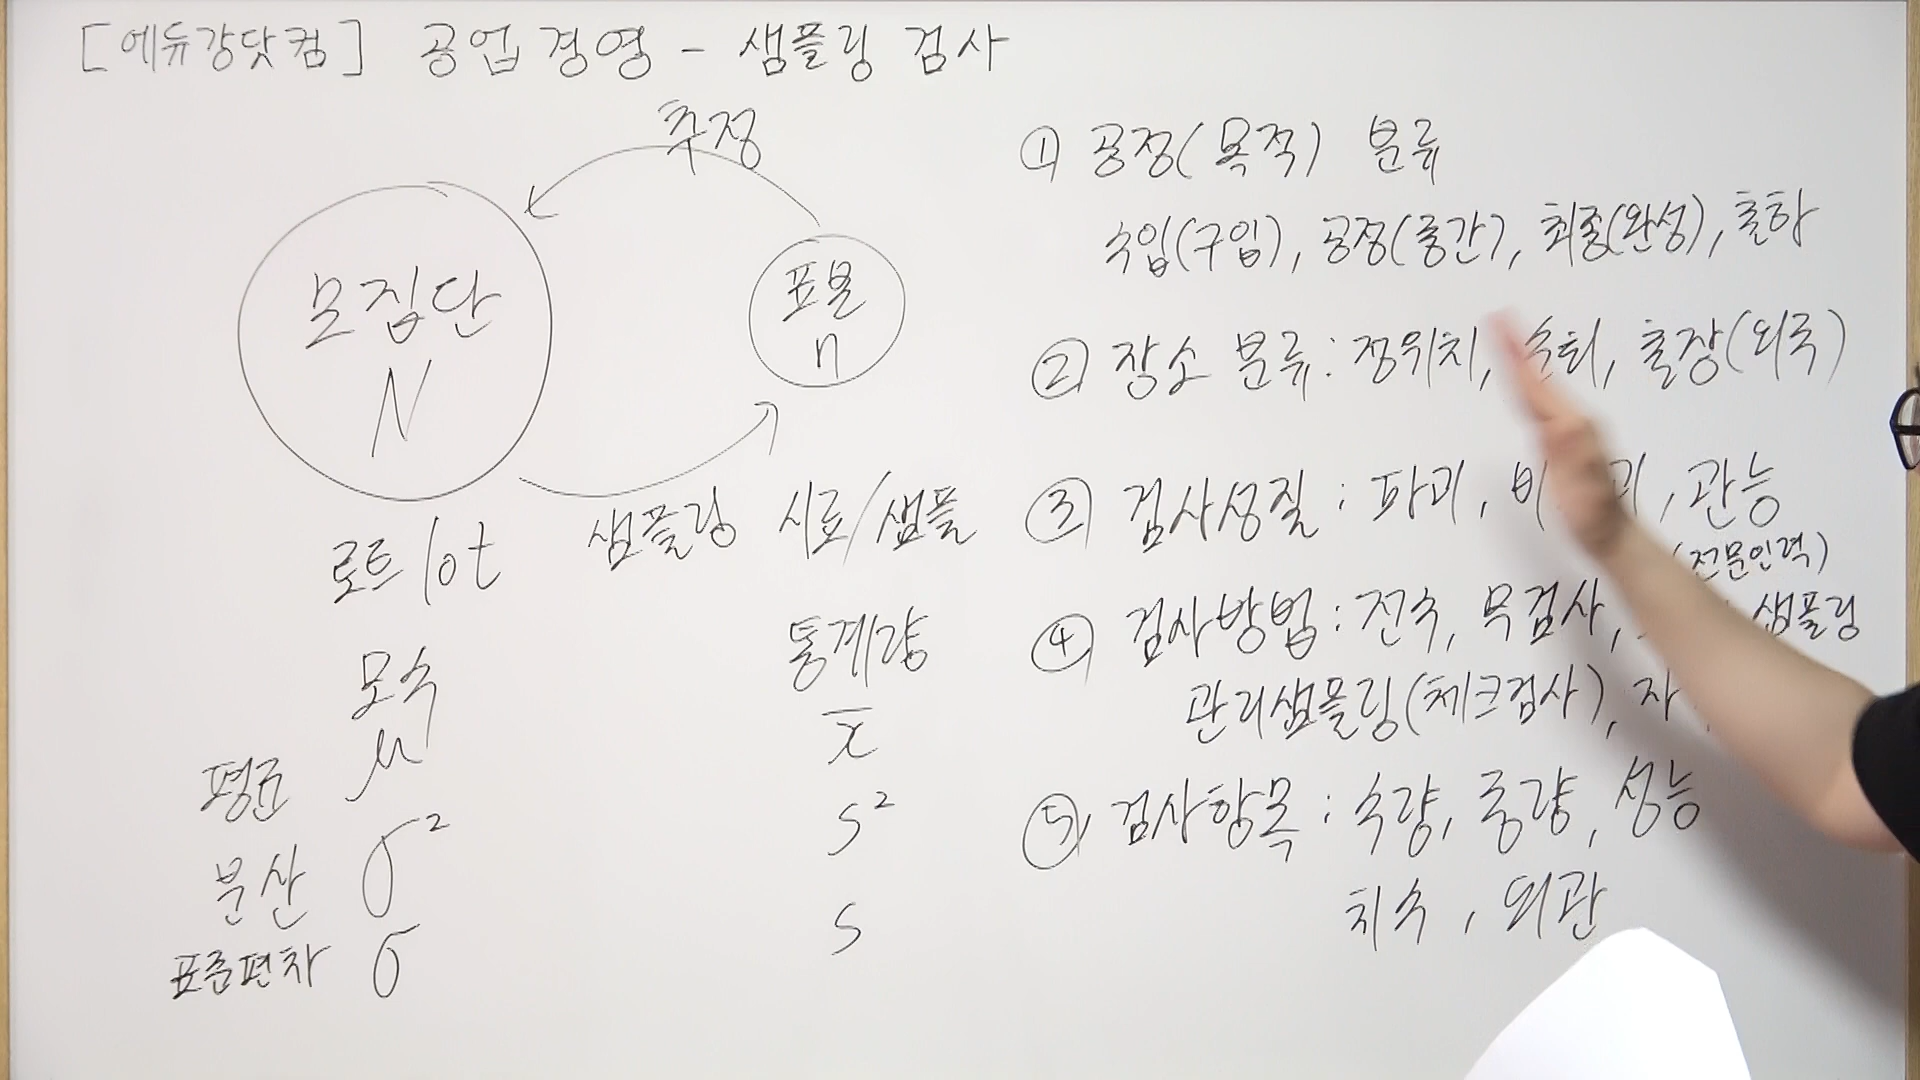 [에듀강닷컴] 공업경영 - 샘플링 검사
추정
모집단
N
표본
n
샘플링
시료/샘플
로트 lot
모수
통계량
평균 μ x̄
분산 σ² s²
표준편차 σ s
① 공정(목적) 분류
수입(구입), 공정(중간), 최종(완성), 출하
② 장소 분류 : 정위치, 순회, 출장(외주)
③ 검사성질 : 파괴, 비 괴, 관능
(전문인력)
④ 검사방법 : 전수, 무검사, 샘플링
관리샘플링(체크검사), 자
⑤ 검사항목 : 수량, 중량, 성능
치수, 외관